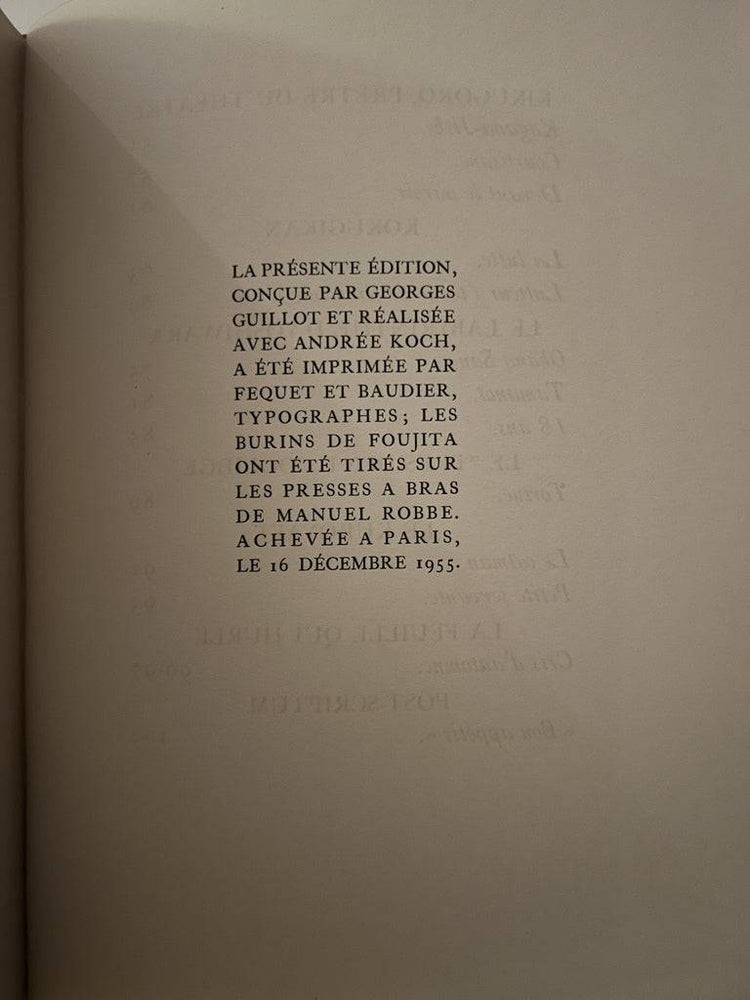 LA PRÉSENTE ÉDITION,
CONÇUE PAR GEORGES
GUILLOT ET RÉALISÉE
AVEC ANDRÉE KOCH,
A ÉTÉ IMPRIMÉE PAR
FEQUET ET BAUDIER,
TYPOGRAPHES; LES
BURINS DE FOUJITA
ONT ÉTÉ TIRÉS SUR
LES PRESSES A BRAS
DE MANUEL ROBBE.
ACHEVÉE A PARIS,
LE 16 DÉCEMBRE 1955.